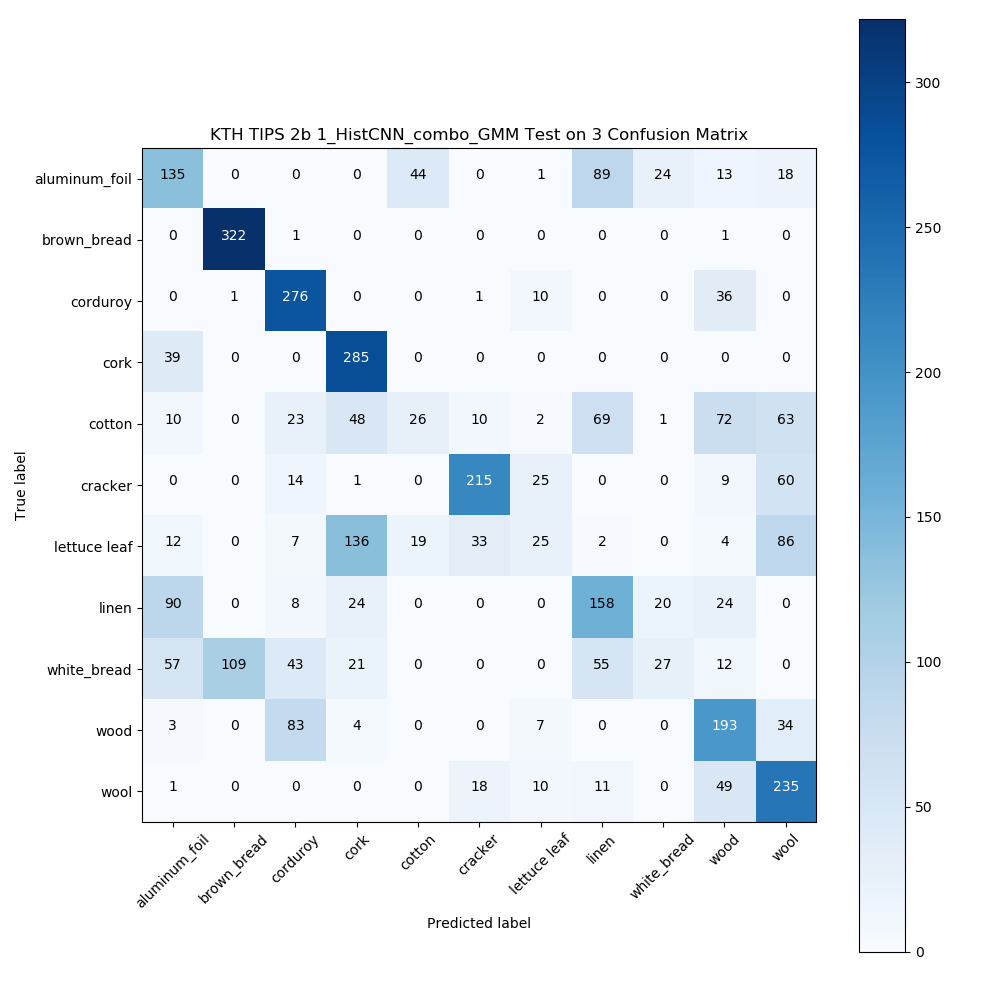 KTH TIPS 2b 1_HistCNN_combo_GMM Test on 3 Confusion Matrix
True label
aluminum_foil 135 0 0 0 44 0 1 89 24 13 18
brown_bread 0 322 1 0 0 0 0 0 0 1 0
corduroy 0 1 276 0 0 1 10 0 0 36 0
cork 39 0 0 285 0 0 0 0 0 0 0
cotton 10 0 23 48 26 10 2 69 1 72 63
cracker 0 0 14 1 0 215 25 0 0 9 60
lettuce leaf 12 0 7 136 19 33 25 2 0 4 86
linen 90 0 8 24 0 0 0 158 20 24 0
white_bread 57 109 43 21 0 0 0 55 27 12 0
wood 3 0 83 4 0 0 7 0 0 193 34
wool 1 0 0 0 0 18 10 11 0 49 235
aluminum_foil brown_bread corduroy cork cotton cracker lettuce leaf linen white_bread wood wool
Predicted label
300
250
200
150
100
50
0